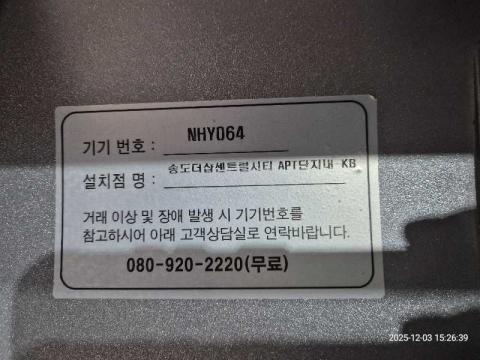 기기 번호 : NHY064
설치점 명 : 송도더샵센트럴시티 APT단지내 KB
거래 이상 및 장애 발생 시 기기번호를
참고하시어 아래 고객상담실로 연락바랍니다.
080-920-2220(무료)
2025-12-03 15:26:39